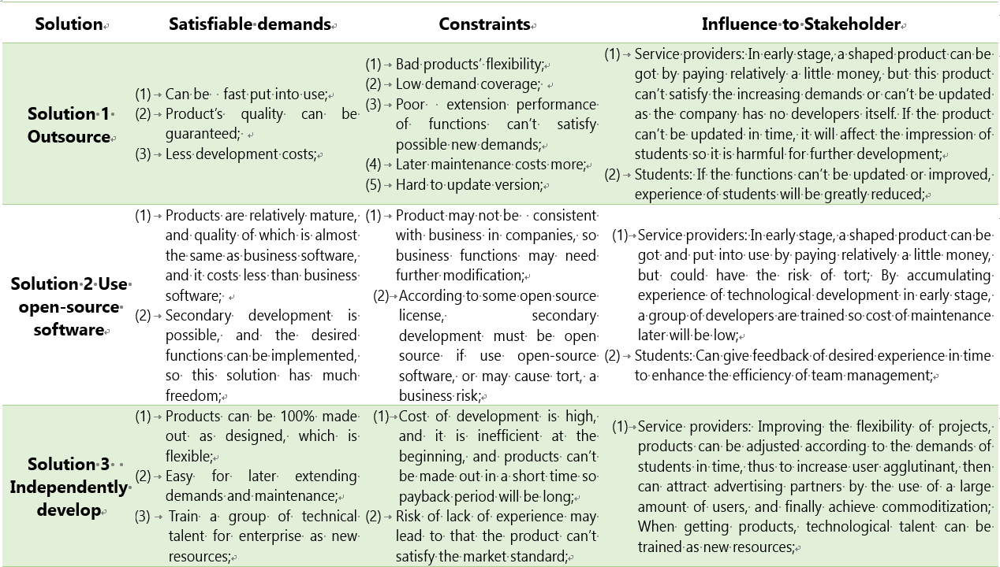 Solution Satisfiable demands Constraints Influence to Stakeholder
Solution 1
Outsource
(1) Can be fast put into use;
(2) Product's quality can be
guaranteed;
(3) Less development costs;
(1) Bad products' flexibility;
(2) Low demand coverage;
(3) Poor extension performance
of functions can't satisfy
possible new demands;
(4) Later maintenance costs more;
(5) Hard to update version;
(1) Service providers: In early stage, a shaped product can be
got by paying relatively a little money, but this product
can't satisfy the increasing demands or can't be updated
as the company has no developers itself. If the product
can't be updated in time, it will affect the impression of
students so it is harmful for further development;
(2) Students: If the functions can't be updated or improved,
experience of students will be greatly reduced;
Solution 2 Use
open-source
software
(1) Products are relatively mature,
and quality of which is almost
the same as business software,
and it costs less than business
software;
(2) Secondary development is
possible, and the desired
functions can be implemented,
so this solution has much
freedom;
(1) Product may not be consistent
with business in companies, so
business functions may need
further modification;
(2) According to some open source
license, secondary
development must be open
source if use open-source
software, or may cause tort, a
business risk;
(1) Service providers: In early stage, a shaped product can be
got and put into use by paying relatively a little money,
but could have the risk of tort; By accumulating
experience of technological development in early stage,
a group of developers are trained so cost of maintenance
later will be low;
(2) Students: Can give feedback of desired experience in time
to enhance the efficiency of team management;
Solution 3
Independently
develop
(1) Products can be 100% made
out as designed, which is
flexible;
(2) Easy for later extending
demands and maintenance;
(3) Train a group of technical
talent for enterprise as new
resources;
(1) Cost of development is high,
and it is inefficient at the
beginning, and products can't
be made out in a short time so
payback period will be long;
(2) Risk of lack of experience may
lead to that the product can't
satisfy the market standard;
(1) Service providers: Improving the flexibility of projects,
products can be adjusted according to the demands of
students in time, thus to increase user agglutinant, then
can attract advertising partners by the use of a large
amount of users, and finally achieve commoditization;
When getting products, technological talent can be
trained as new resources;